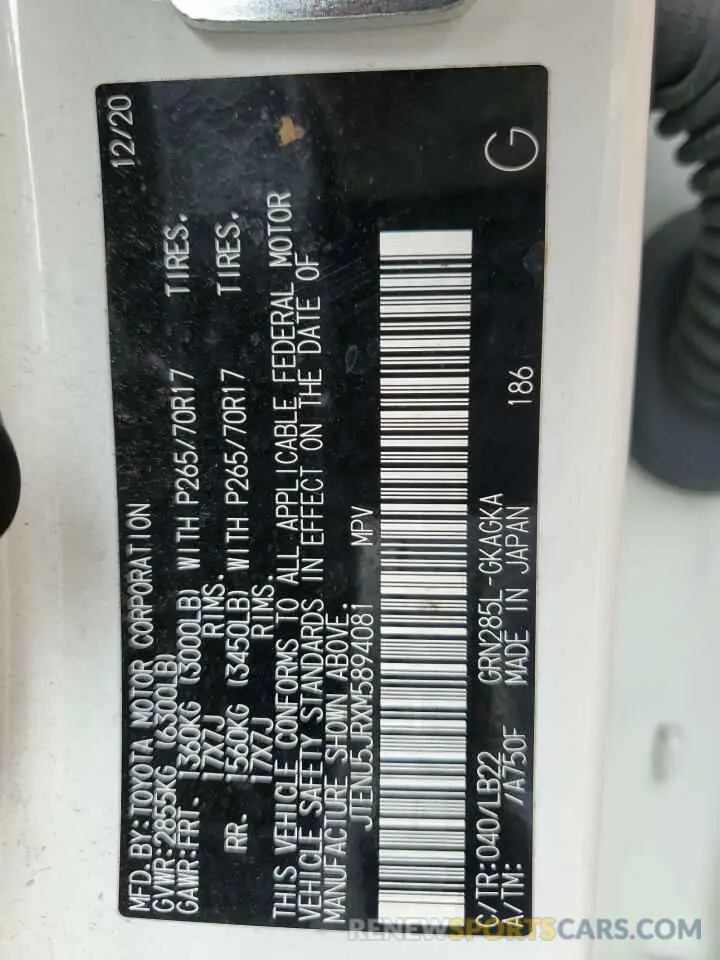 MFD.BY:TOYOTA MOTOR CORPORATION 12/20
GVWR:2855KG (6300LB)
GAWR:FRT. 1360KG (3000LB) WITH P265/70R17 TIRES.
17X7J RIMS.
RR. 1560KG (3450LB) WITH P265/70R17 TIRES.
17X7J RIMS.
THIS VEHICLE CONFORMS TO ALL APPLICABLE FEDERAL MOTOR
VEHICLE SAFETY STANDARDS IN EFFECT ON THE DATE OF
MANUFACTURE SHOWN ABOVE.
JTENU5JRXM5894081 MPV
C/TR:040/LB22 GRN285L-GKAGKA G
A/TM: /A750F MADE IN JAPAN 186
RENEWSPORTSCARS.COM